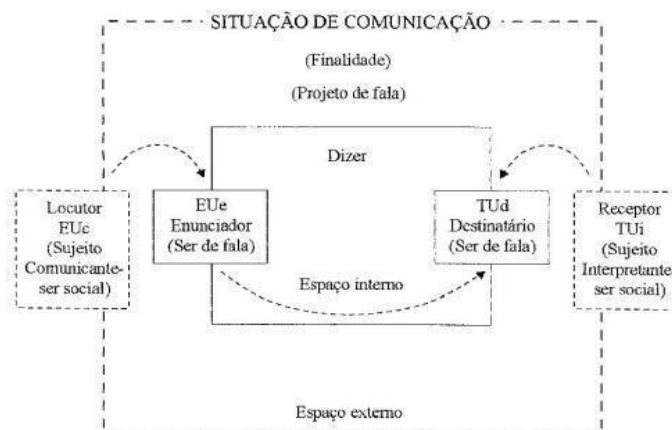 SITUAÇÃO DE COMUNICAÇÃO
(Finalidade)
(Projeto de fala)
Dizer
Locutor
EUc
(Sujeito
Comunicante-
ser social)
EUe
Enunciador
(Ser de fala)
TUd
Destinatário
(Ser de fala)
Receptor
TUi
(Sujeito
Interpretante-
ser social)
Espaço interno
Espaço externo